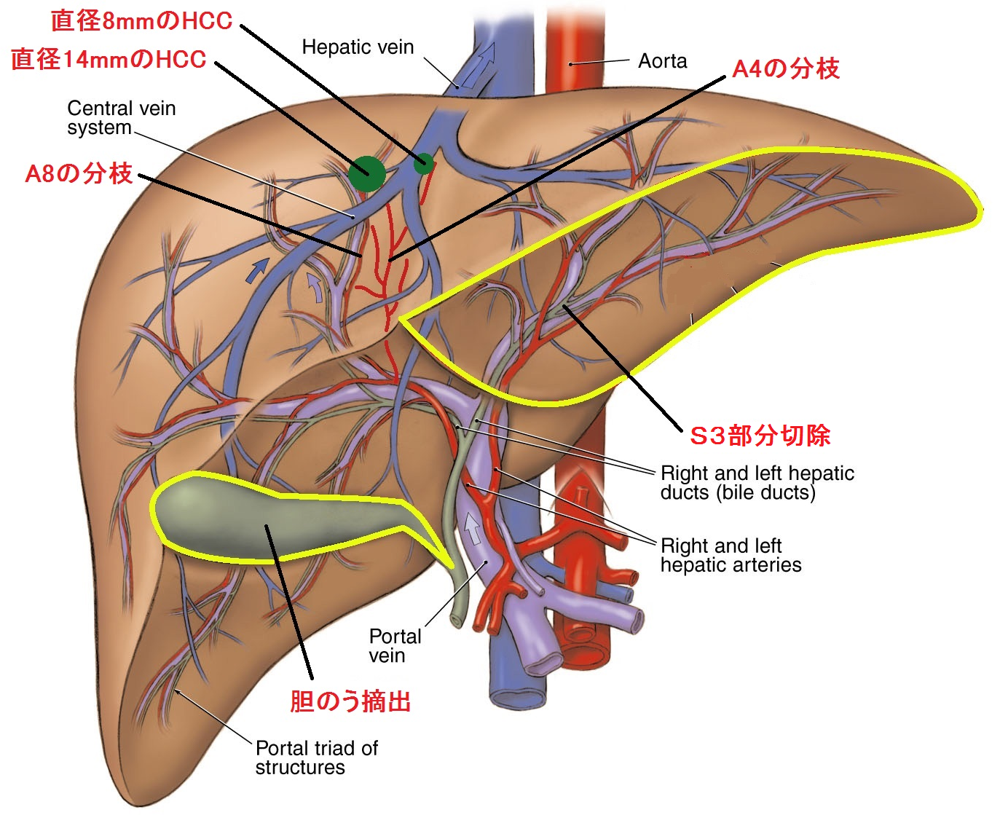 直径8mmのHCC
直径14mmのHCC
Hepatic vein
Aorta
A4の分枝
Central vein
system
A8の分枝
S3部分切除
Right and left hepatic
ducts (bile ducts)
Right and left
hepatic arteries
Portal
vein
胆のう摘出
Portal triad of
structures